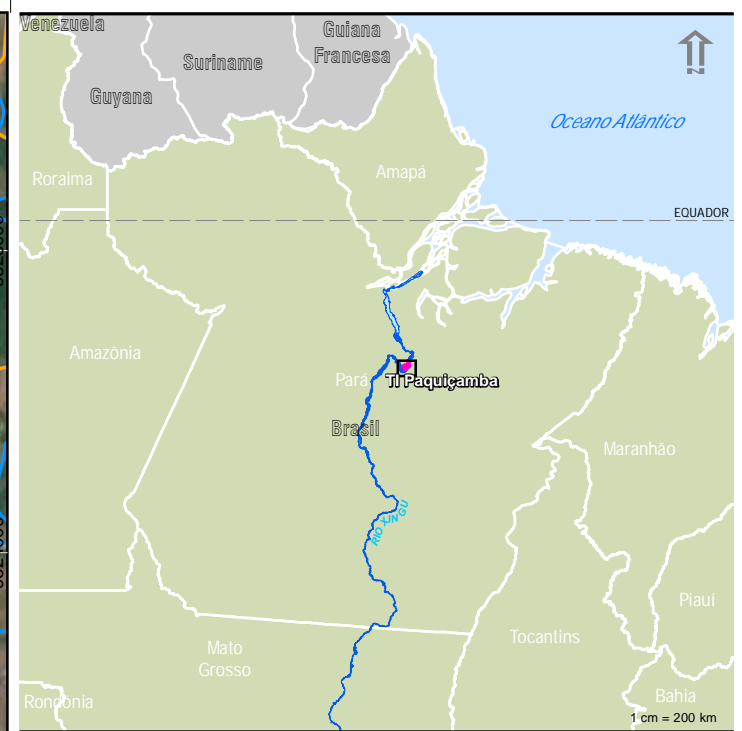 Venezuela
Guiana
Francesa
Suriname
Guyana
N
Oceano Atlântico
Roraima
Amapá
EQUADOR
Amazônia
Pará
TI Paquiçamba
Brasil
Maranhão
RIO XINGU
Piauí
Tocantins
Mato
Grosso
Rondônia
Bahia
1 cm = 200 km